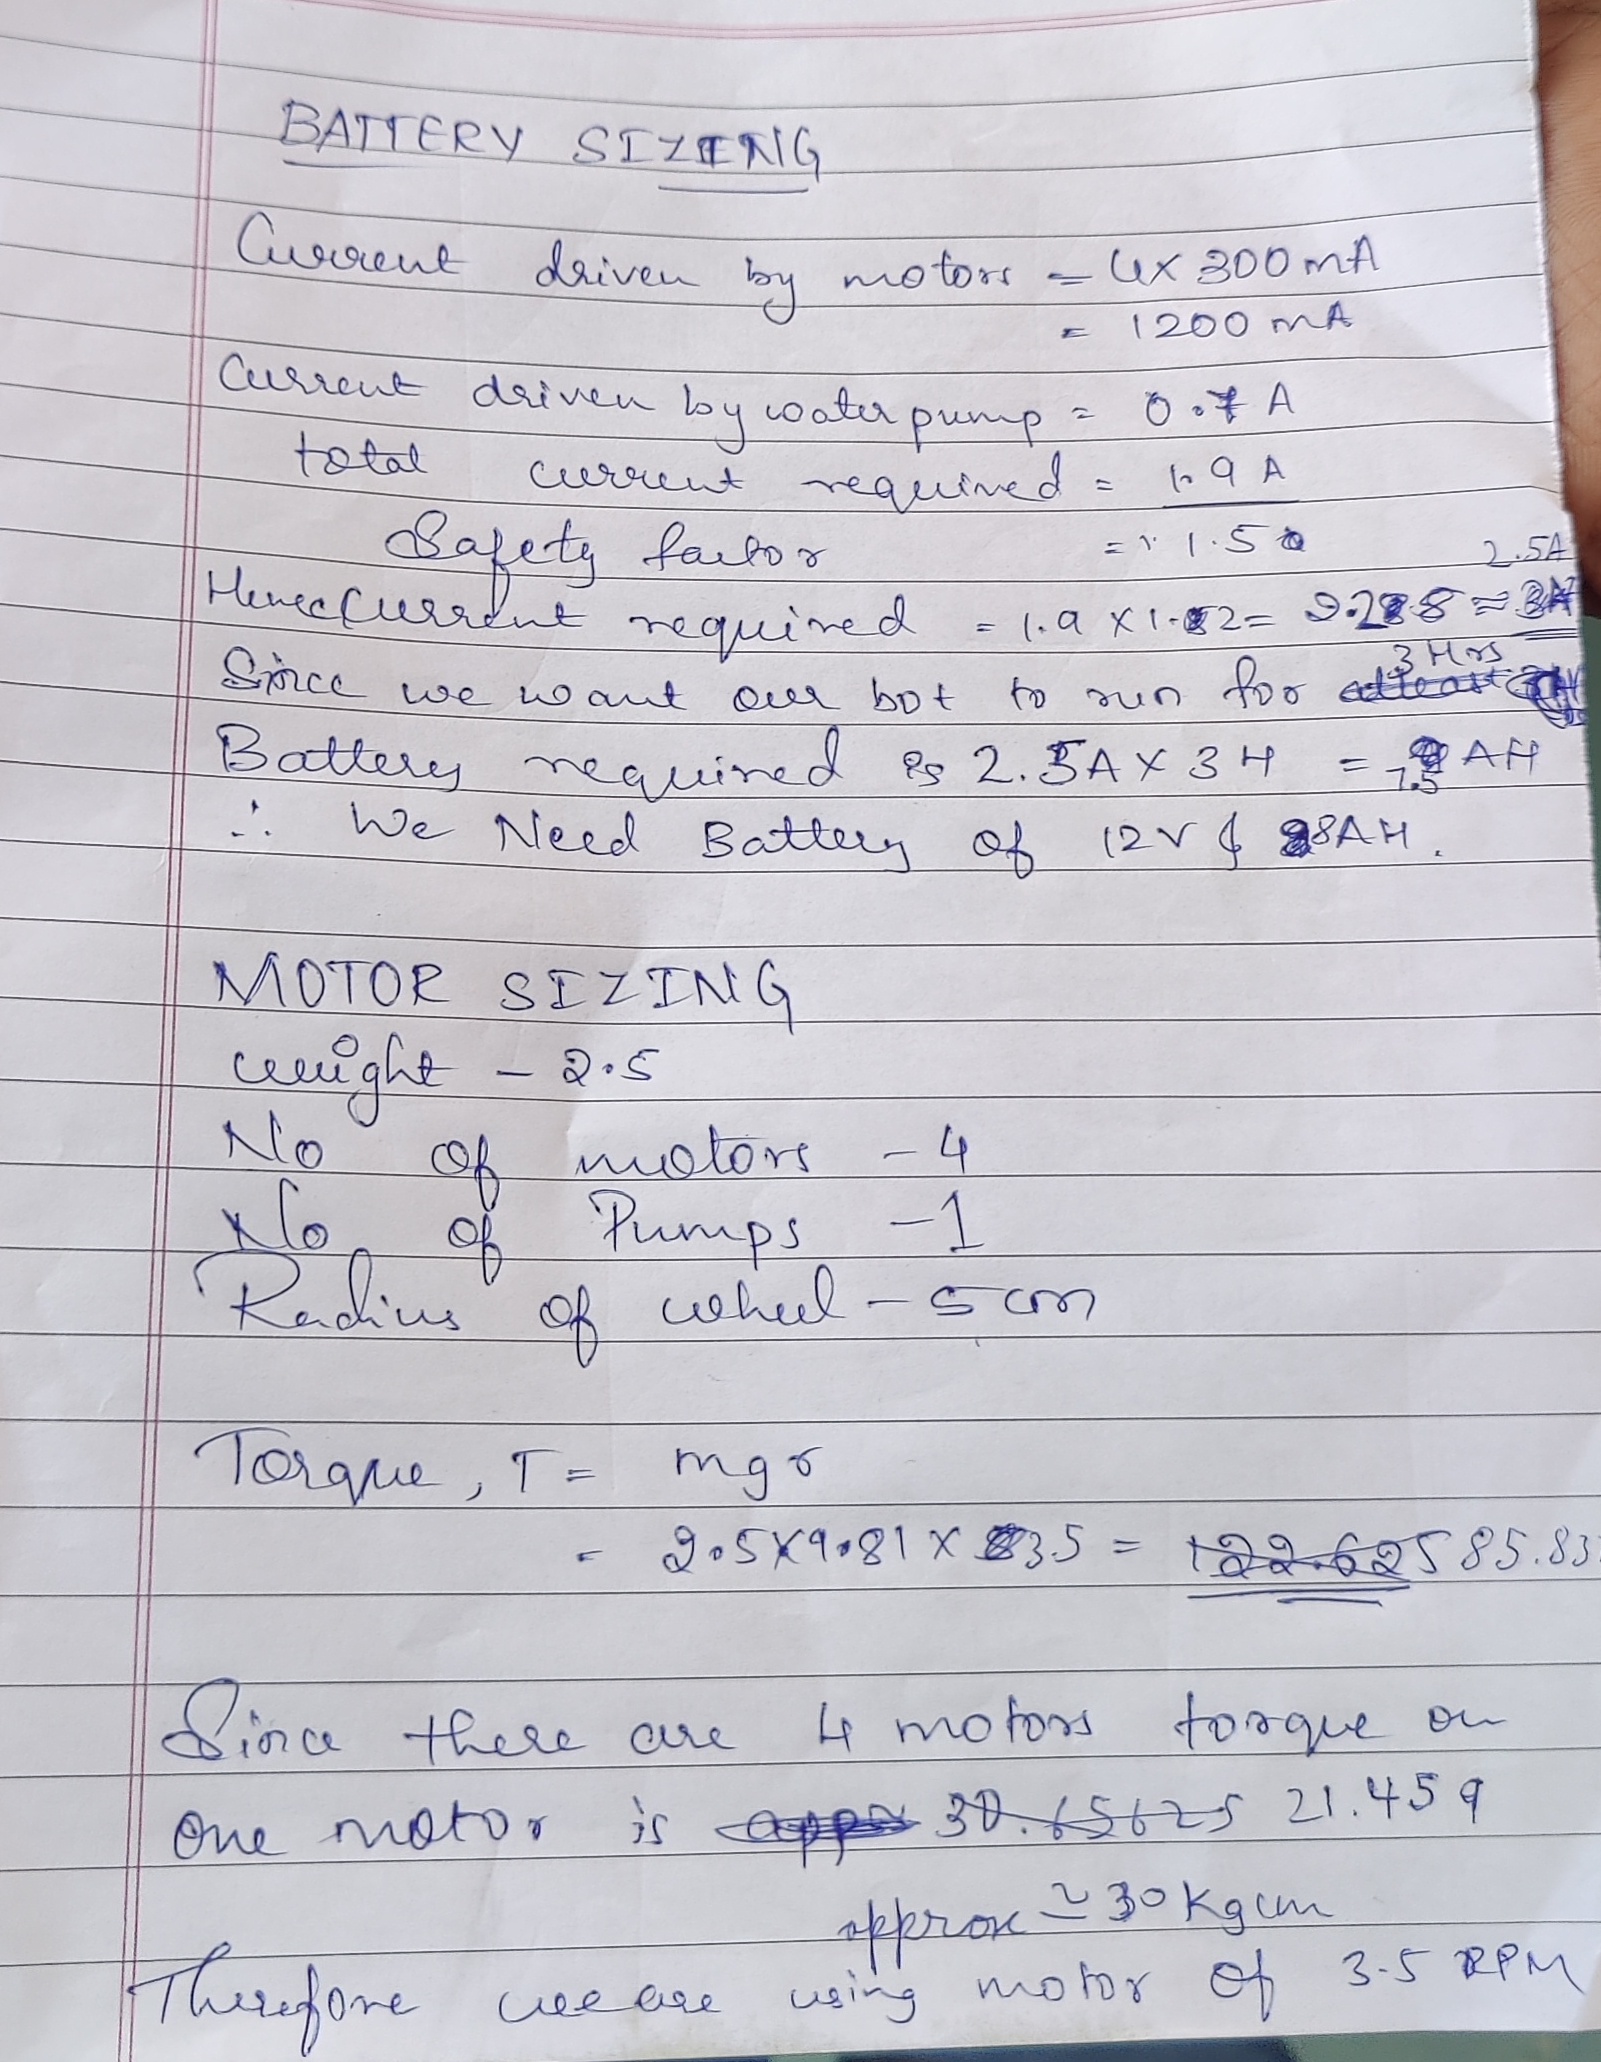 BATTERY SIZING
Current driven by motors = 4x 300 mA
= 1200 mA
Current driven by water pump = 0.7 A
total current required = 1.9 A
Safety factor = 1.5
2.5A
Hence current required = 1.9 X 1.2 = 2.28 ≈ 3A
3 Hrs
Since we want our bot to run for atleast
Battery required is 2.5A X 3 H = 7.5 AH
∴ We Need Battery of 12V & 8AH.
MOTOR SIZING
weight - 2.5
No of motors - 4
No of Pumps - 1
Radius of wheel - 5 cm
Torque, T = mgr
= 2.5X9.81 X 3.5 = 122.625 85.83
Since there are 4 motors torque on
one motor is appx 30.65625 21.459
approx ≃ 30 Kg cm
Therefore we are using motor of 3.5 RPM